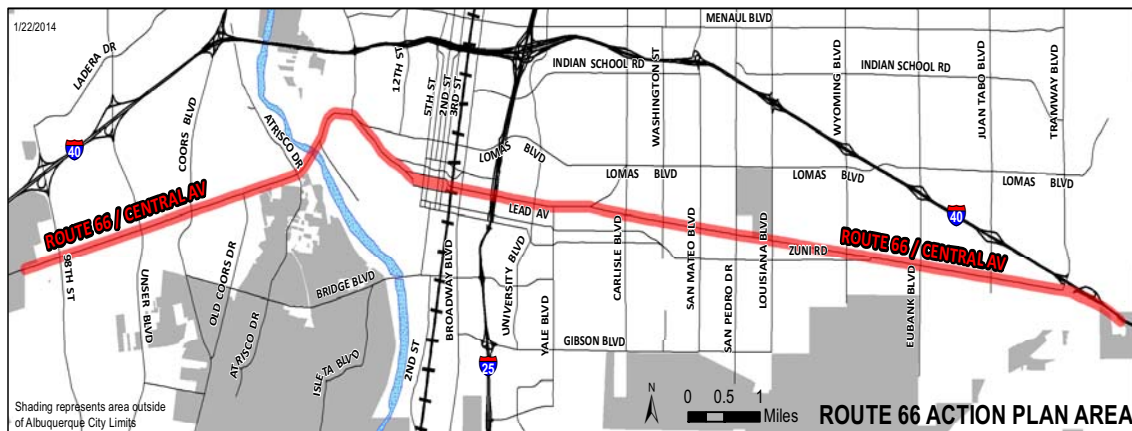 1/22/2014
LADERA DR
COORS BLVD
ATRISCO DR
12TH ST
5TH ST
2ND ST
3RD ST
MENAUL BLVD
INDIAN SCHOOL RD
WASHINGTON ST
WYOMING BLVD
INDIAN SCHOOL RD
JUAN TABO BLVD
TRAMWAY BLVD
40
LOMAS BLVD
LOMAS BLVD
LOMAS BLVD
LOMAS BLVD
ROUTE 66 / CENTRAL AV
LEAD AV
40
ROUTE 66 / CENTRAL AV
ZUNI RD
98TH ST
UNSER BLVD
OLD COORS DR
ATRISCO DR
BRIDGE BLVD
ISLETA BLVD
2ND ST
BROADWAY BLVD
UNIVERSITY BLVD
YALE BLVD
CARLISLE BLVD
SAN MATEO BLVD
SAN PEDRO DR
LOUISIANA BLVD
EUBANK BLVD
GIBSON BLVD
25
Shading represents area outside
of Albuquerque City Limits
N
0 0.5 1
Miles
ROUTE 66 ACTION PLAN AREA